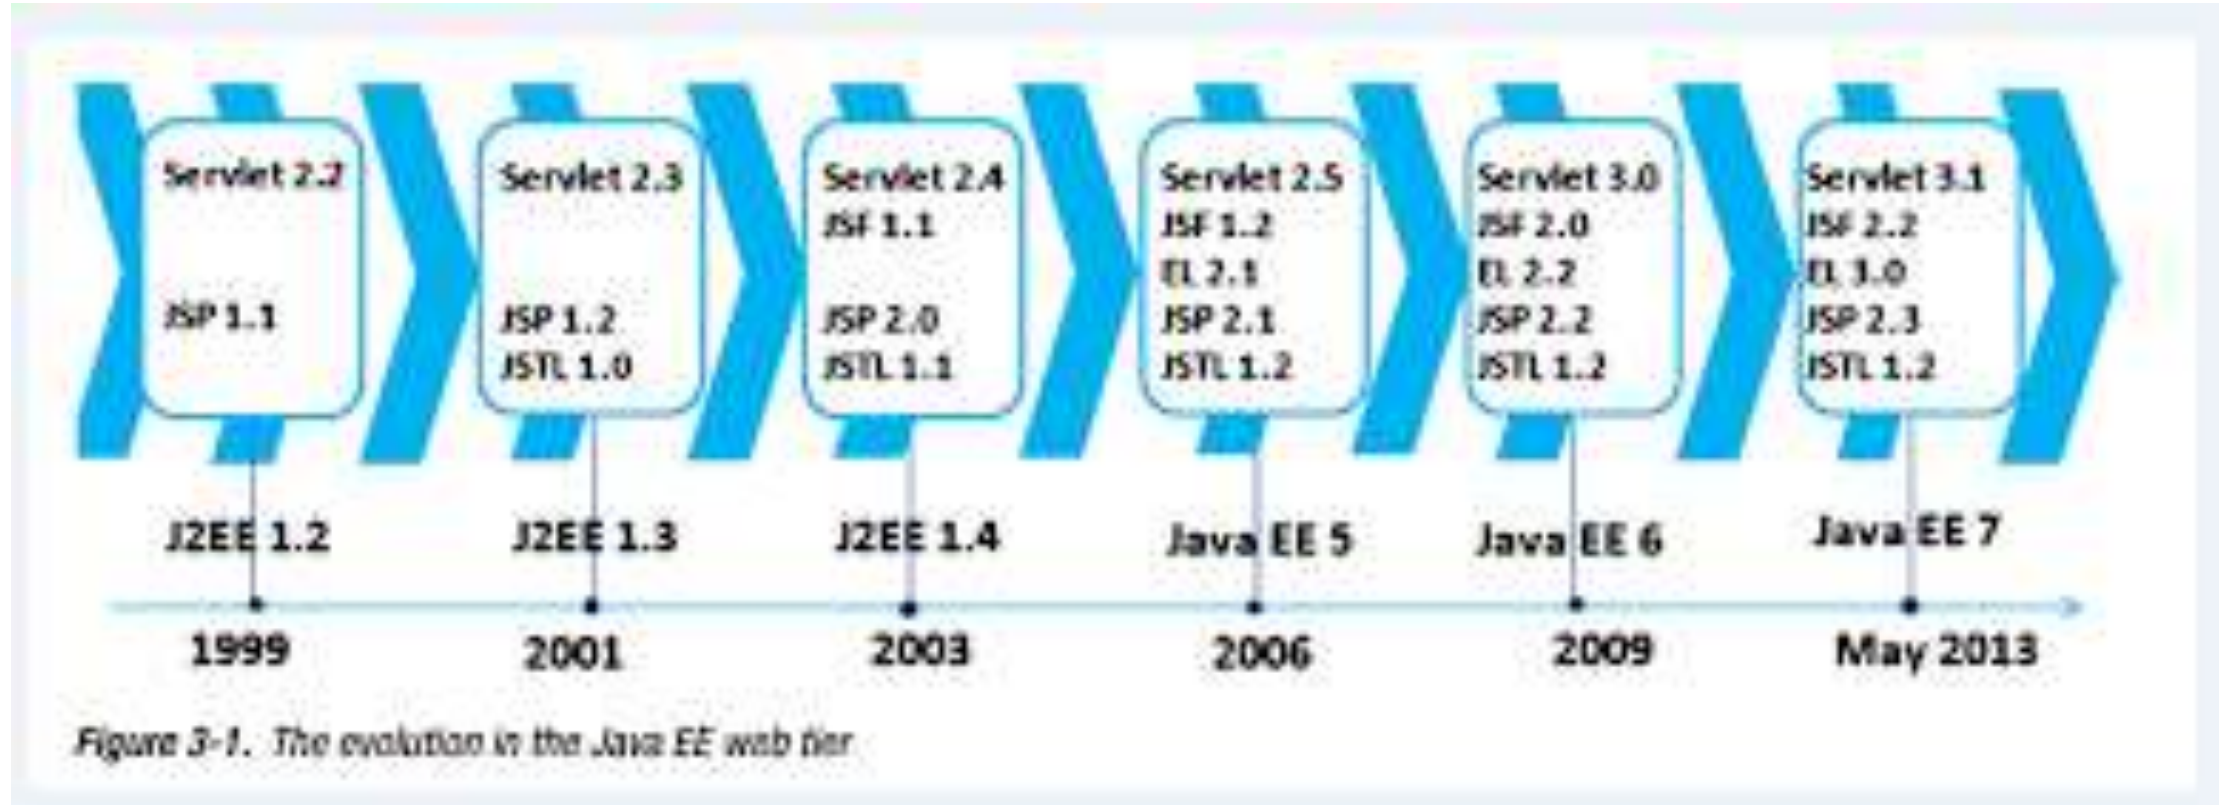 Servlet 2.2
JSP 1.1
Servlet 2.3
JSP 1.2
JSTL 1.0
Servlet 2.4
JSF 1.1
JSP 2.0
JSTL 1.1
Servlet 2.5
JSF 1.2
EL 2.1
JSP 2.1
JSTL 1.2
Servlet 3.0
JSF 2.0
EL 2.2
JSP 2.2
JSTL 1.2
Servlet 3.1
JSF 2.2
EL 3.0
JSP 2.3
JSTL 1.2
J2EE 1.2
J2EE 1.3
J2EE 1.4
Java EE 5
Java EE 6
Java EE 7
1999
2001
2003
2006
2009
May 2013
Figure 3-1. The evolution in the Java EE web tier